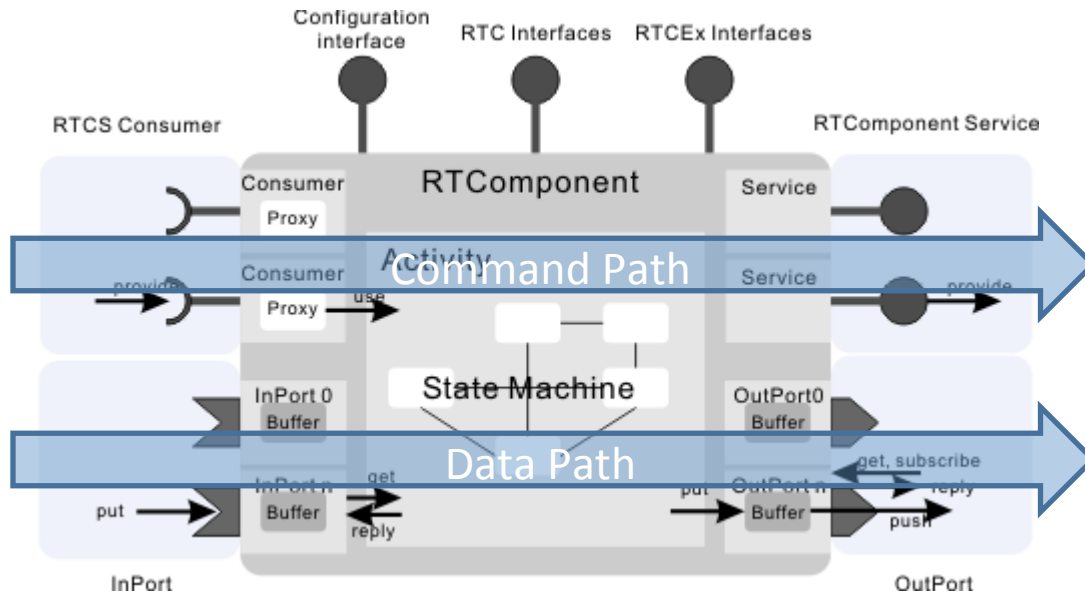 Configuration
interface
RTC Interfaces
RTCEx Interfaces
RTCS Consumer
RTComponent Service
Consumer
RTComponent
Service
Proxy
Activity
Command Path
Consumer
Service
provide
use
provide
Proxy
State Machine
InPort 0
OutPort0
Buffer
Buffer
Data Path
get, subscribe
InPort n
get
put
OutPort n
reply
put
Buffer
Buffer
reply
push
InPort
OutPort